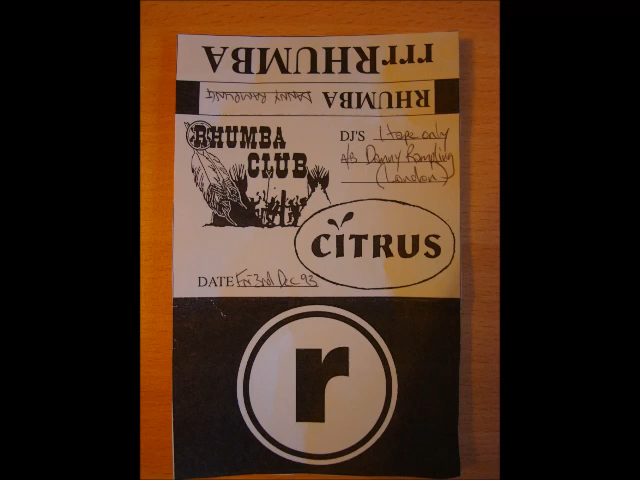 rrrRHUMBA
RHUMBA DANNY RAMPLING
RHUMBA
CLUB
DJ'S 1 Tape only
A/B Danny Rampling
(London)
CITRUS
DATE Fri 3rd Dec 93
r